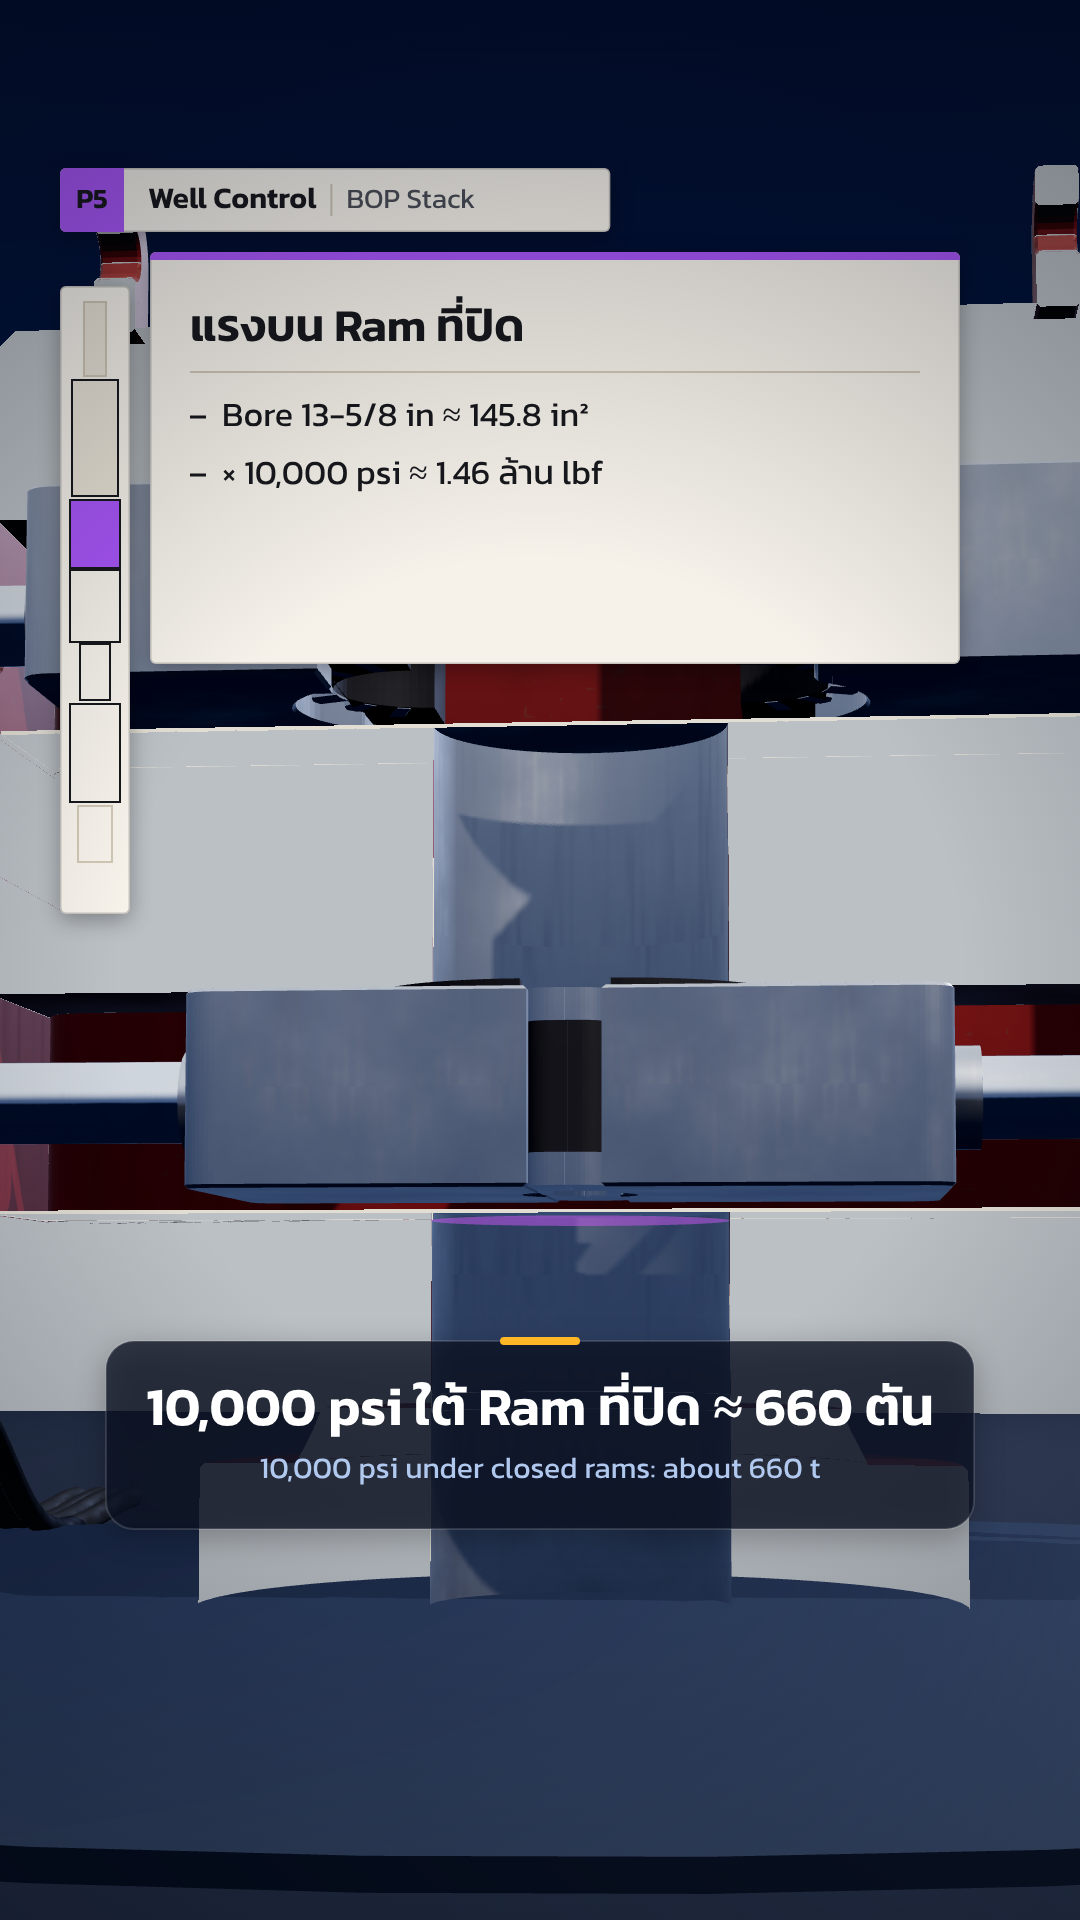 P5 Well Control | BOP Stack
แรงบน Ram ที่ปิด
– Bore 13-5/8 in ≈ 145.8 in²
– × 10,000 psi ≈ 1.46 ล้าน lbf
10,000 psi ใต้ Ram ที่ปิด ≈ 660 ตัน
10,000 psi under closed rams: about 660 t